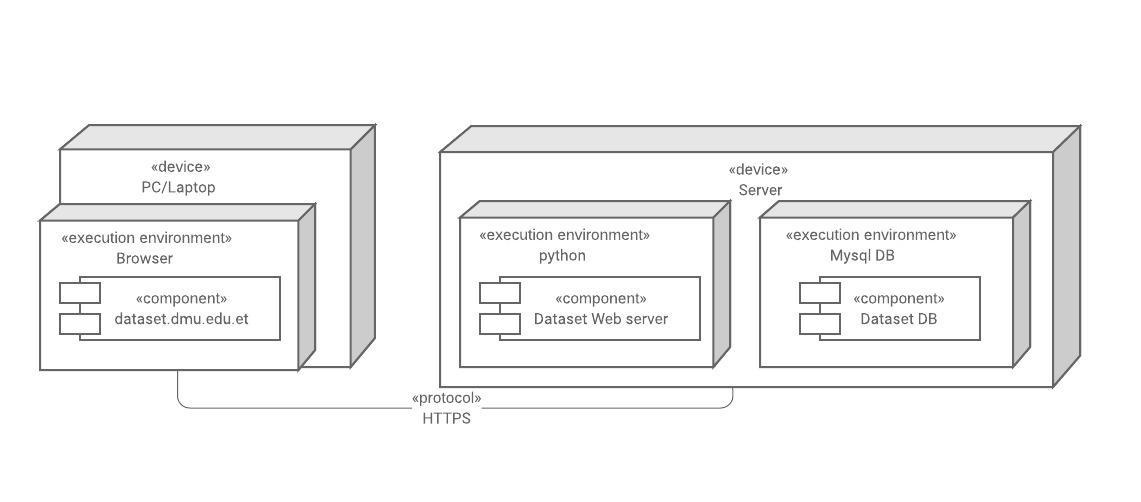 «device»
PC/Laptop
«execution environment»
Browser
«component»
dataset.dmu.edu.et
«device»
Server
«execution environment»
python
«component»
Dataset Web server
«execution environment»
Mysql DB
«component»
Dataset DB
«protocol»
HTTPS